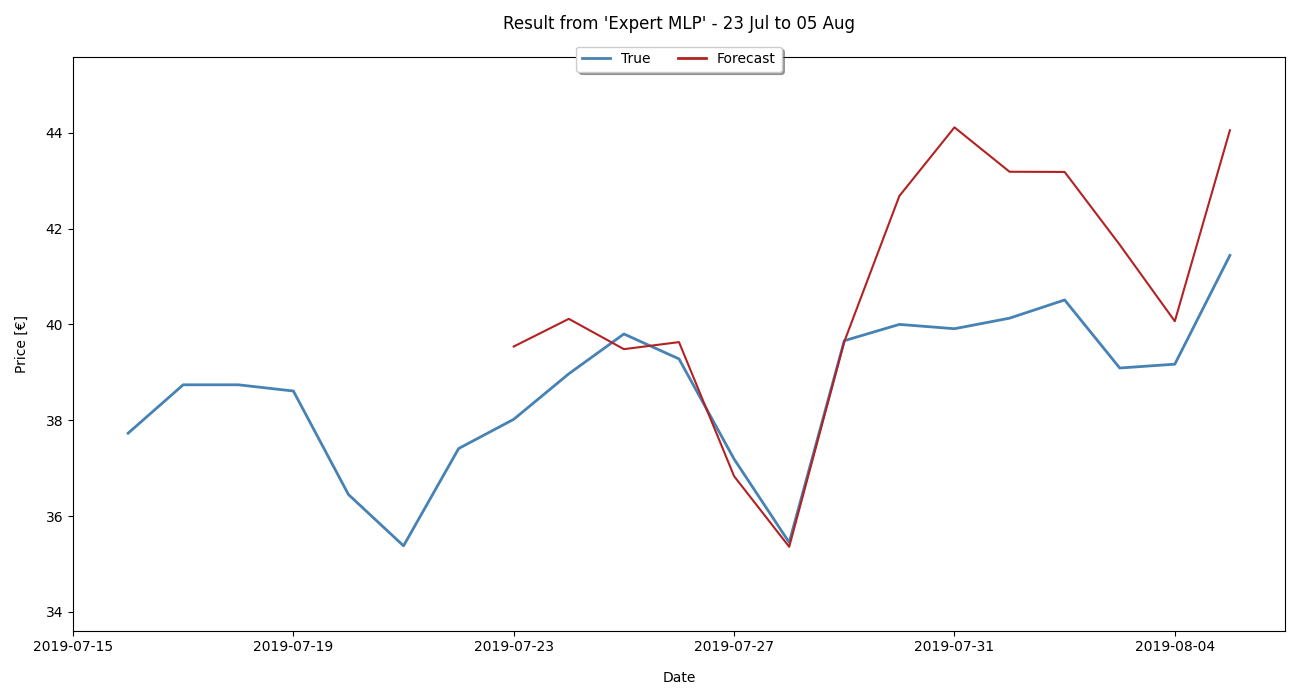 Result from 'Expert MLP' - 23 Jul to 05 Aug
True Forecast
Price [€]
44
42
40
38
36
34
2019-07-15 2019-07-19 2019-07-23 2019-07-27 2019-07-31 2019-08-04
Date